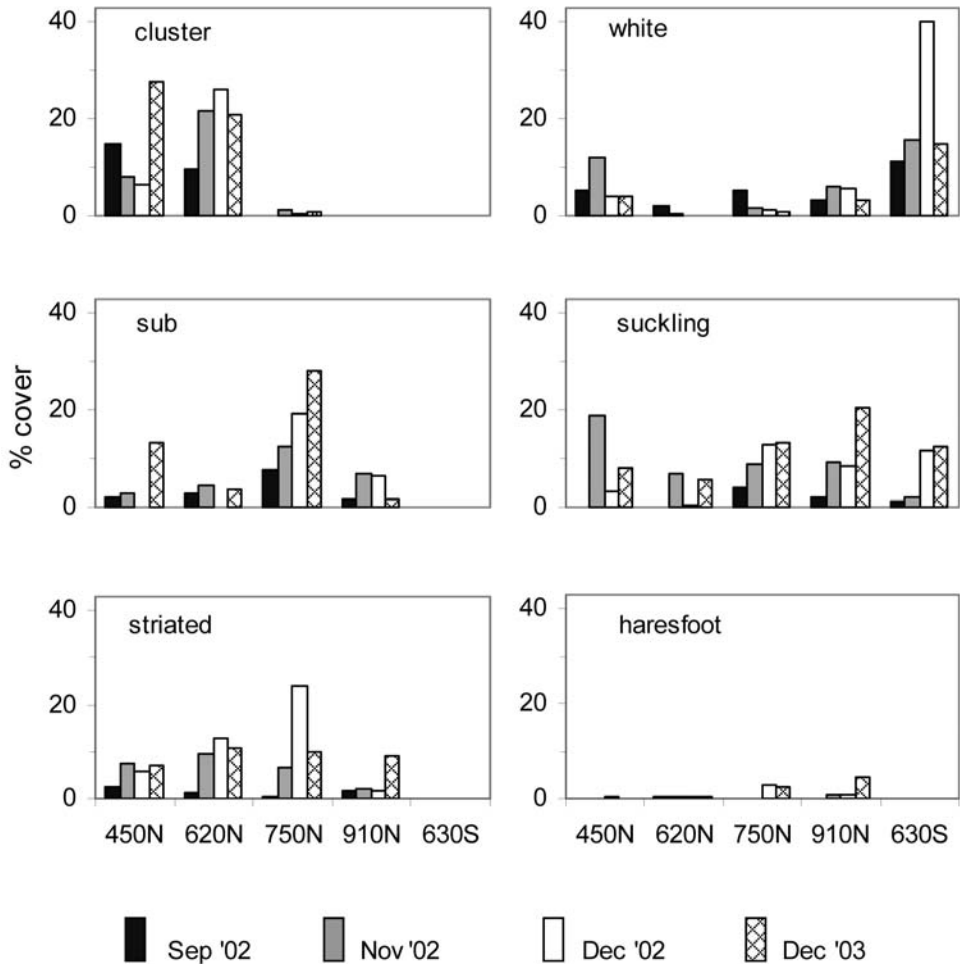 cluster
white
40
20
0
40
20
0
sub
suckling
40
20
0
40
20
0
% cover
striated
haresfoot
40
20
0
40
20
0
450N 620N 750N 910N 630S
450N 620N 750N 910N 630S
Sep '02 Nov '02 Dec '02 Dec '03